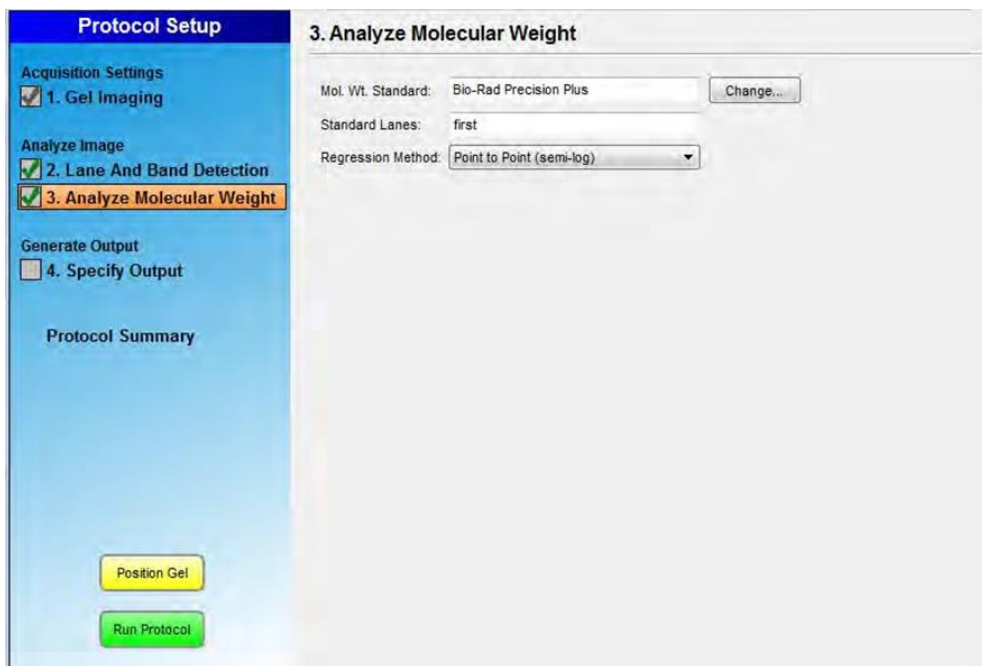 Protocol Setup
Acquisition Settings
1. Gel Imaging
Analyze Image
2. Lane And Band Detection
3. Analyze Molecular Weight
Generate Output
4. Specify Output
Protocol Summary
Position Gel
Run Protocol
3. Analyze Molecular Weight
Mol. Wt. Standard: Bio-Rad Precision Plus Change...
Standard Lanes: first
Regression Method: Point to Point (semi-log)